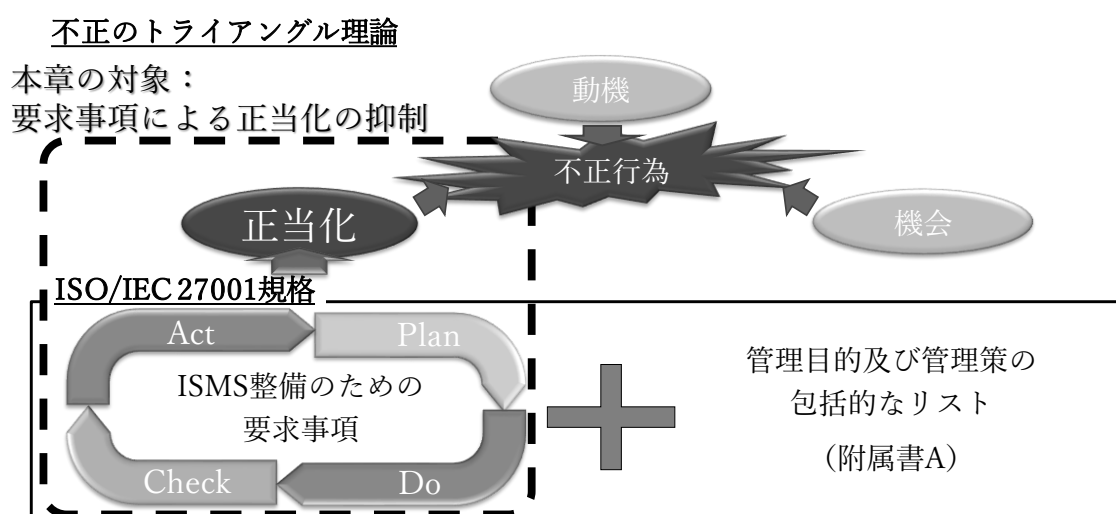 不正のトライアングル理論
本章の対象：
要求事項による正当化の抑制
動機
不正行為
正当化
機会
ISO/IEC 27001規格
Act
Plan
ISMS整備のための
要求事項
Check
Do
管理目的及び管理策の
包括的なリスト
（附属書A）